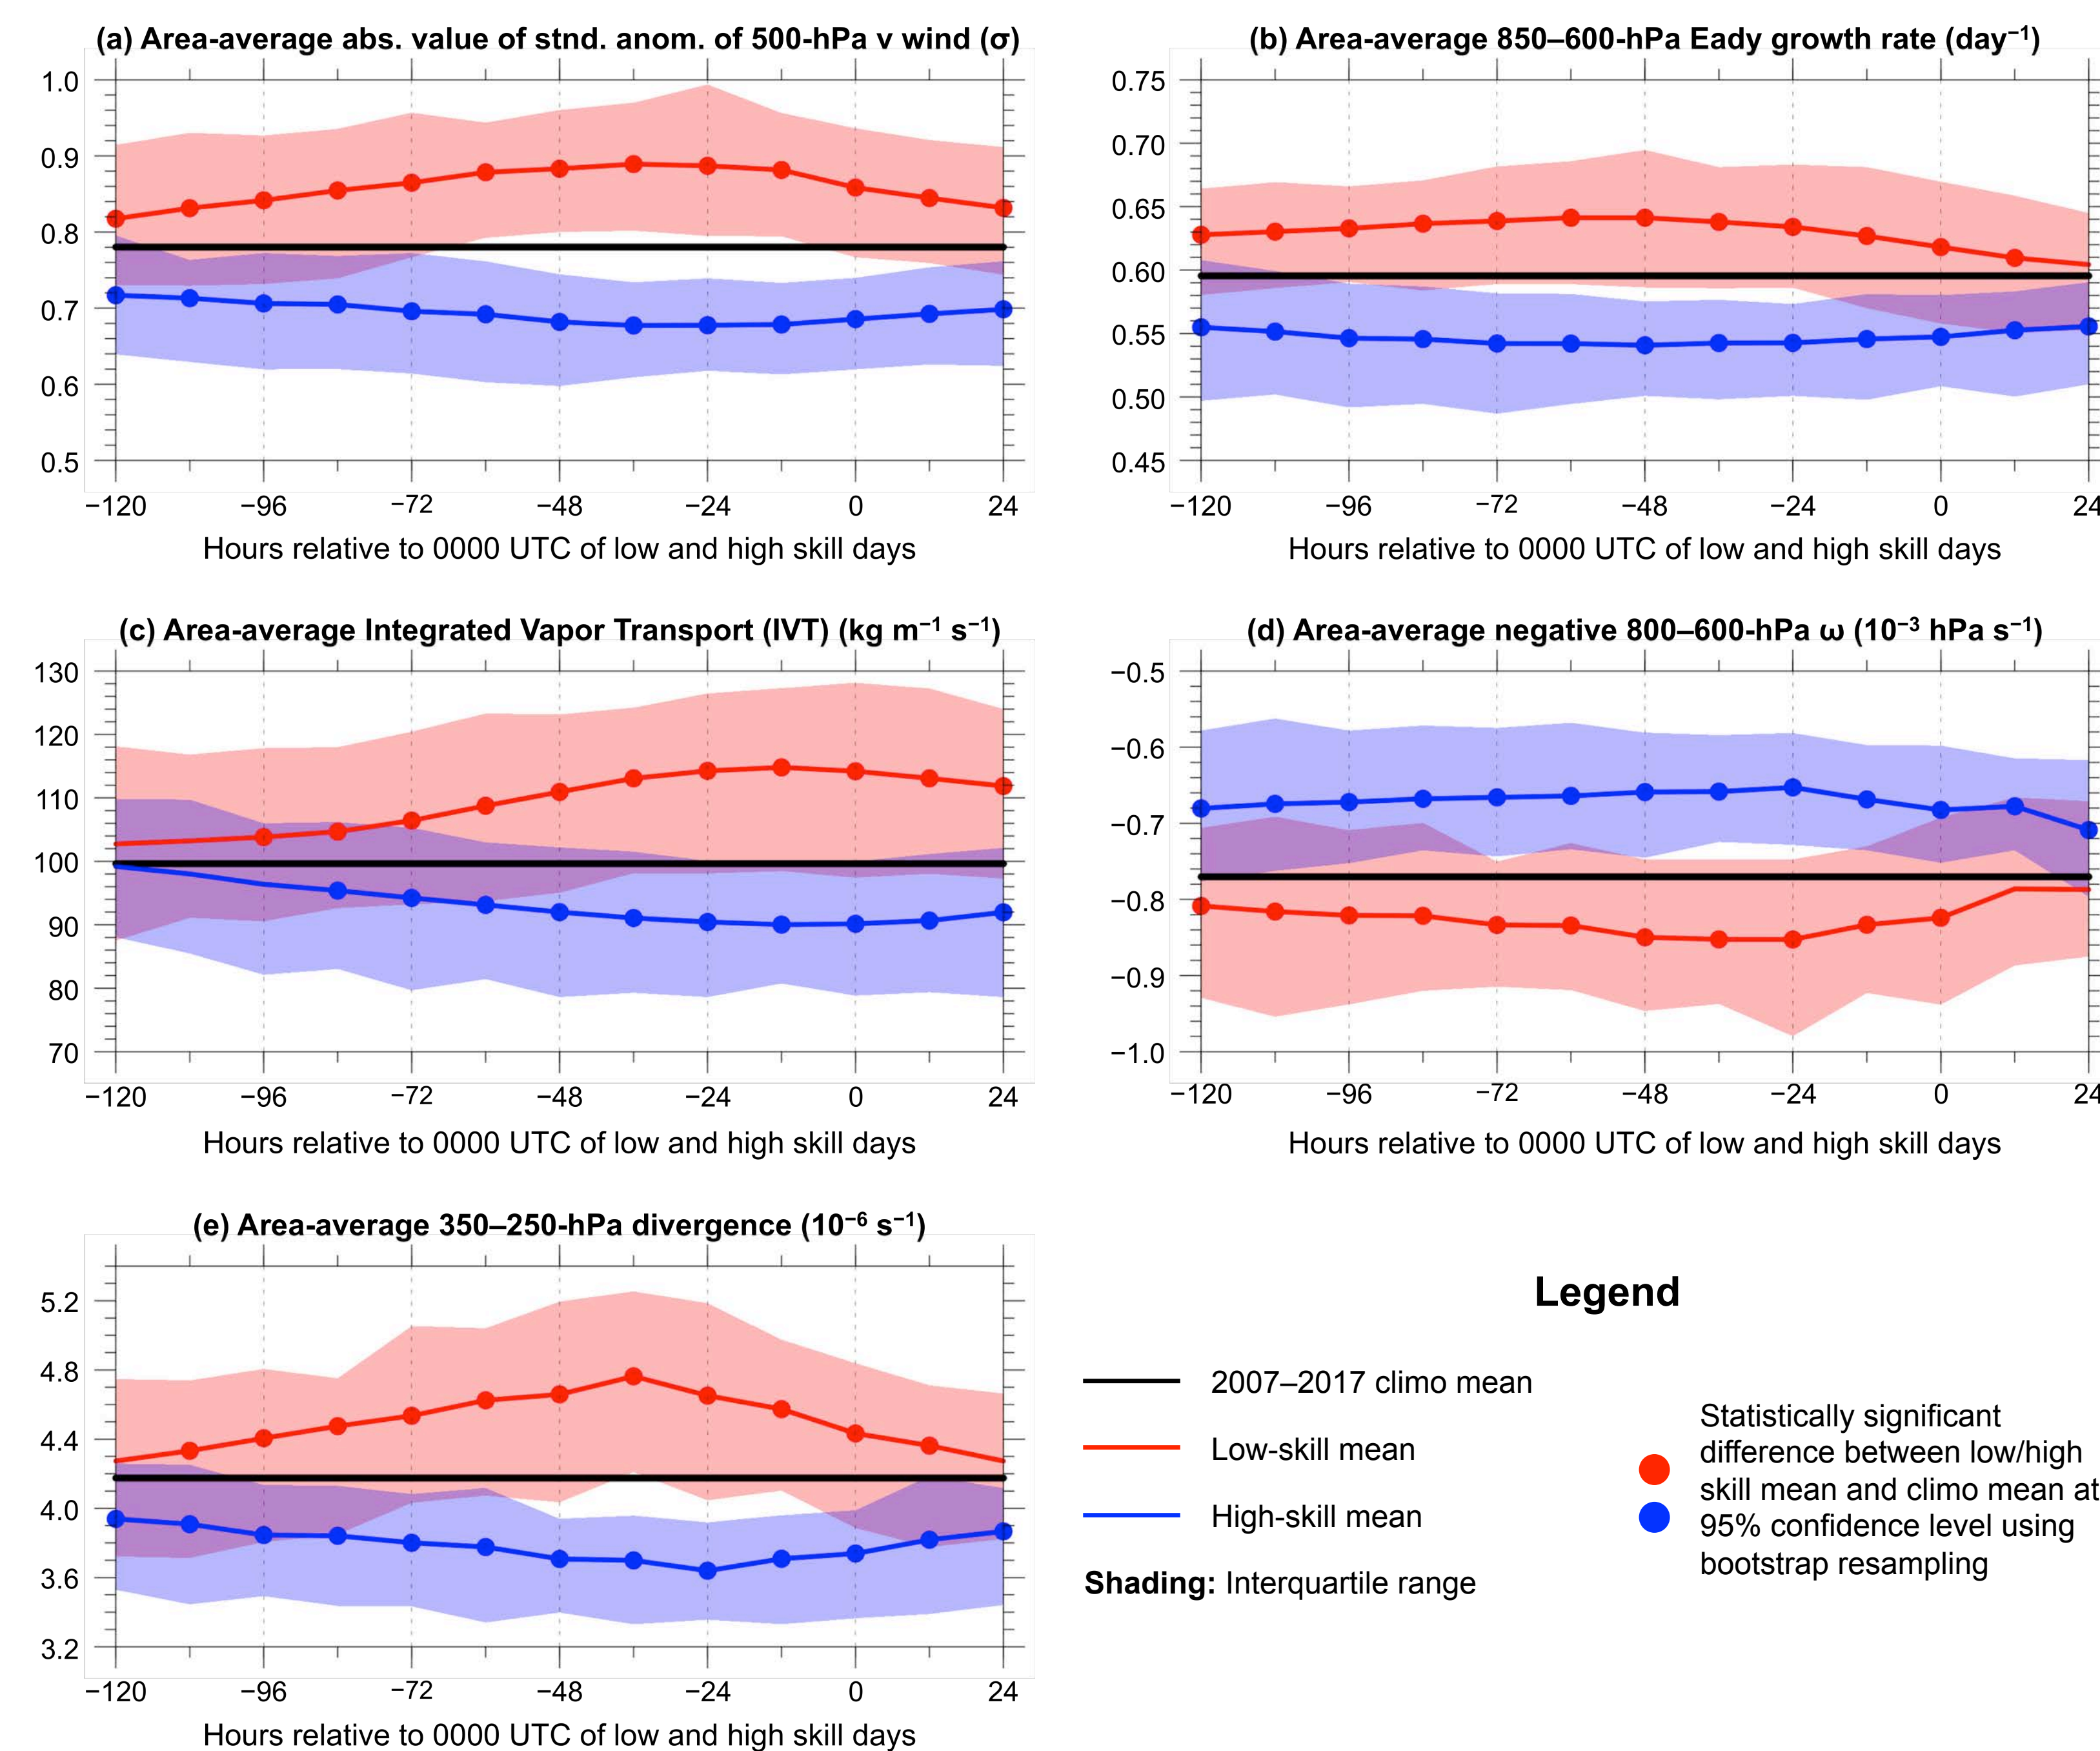 (a) Area-average abs. value of stnd. anom. of 500-hPa v wind (σ)
1.0
0.9
0.8
0.7
0.6
0.5
−120 −96 −72 −48 −24 0 24
Hours relative to 0000 UTC of low and high skill days
(b) Area-average 850–600-hPa Eady growth rate (day⁻¹)
0.75
0.70
0.65
0.60
0.55
0.50
0.45
−120 −96 −72 −48 −24 0 24
Hours relative to 0000 UTC of low and high skill days
(c) Area-average Integrated Vapor Transport (IVT) (kg m⁻¹ s⁻¹)
130
120
110
100
90
80
70
−120 −96 −72 −48 −24 0 24
Hours relative to 0000 UTC of low and high skill days
(d) Area-average negative 800–600-hPa ω (10⁻³ hPa s⁻¹)
−0.5
−0.6
−0.7
−0.8
−0.9
−1.0
−120 −96 −72 −48 −24 0 24
Hours relative to 0000 UTC of low and high skill days
(e) Area-average 350–250-hPa divergence (10⁻⁶ s⁻¹)
5.2
4.8
4.4
4.0
3.6
3.2
−120 −96 −72 −48 −24 0 24
Hours relative to 0000 UTC of low and high skill days
Legend
2007–2017 climo mean
Low-skill mean
High-skill mean
Shading: Interquartile range
Statistically significant
difference between low/high
skill mean and climo mean at
95% confidence level using
bootstrap resampling